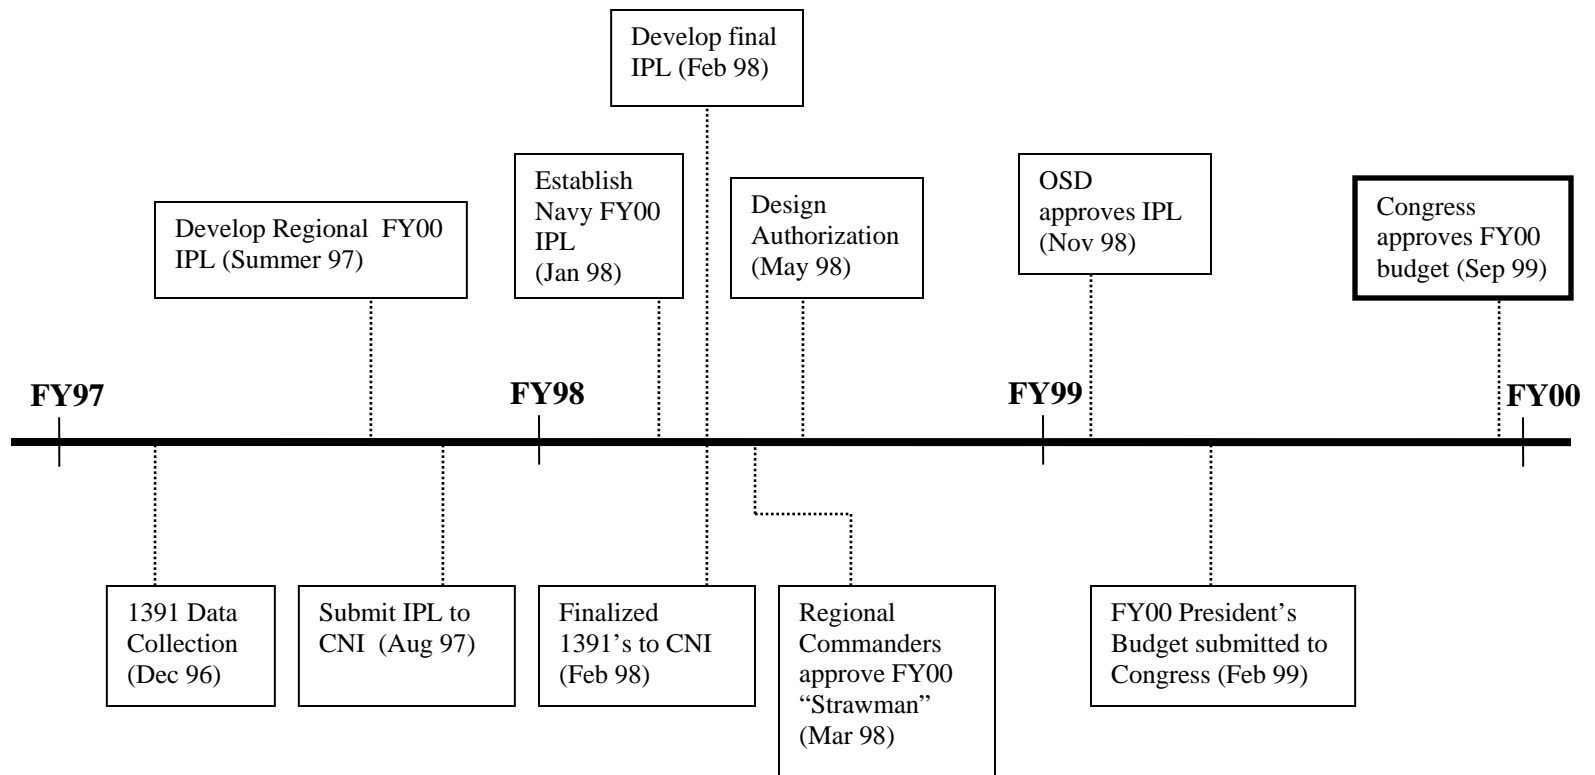 Develop final
IPL (Feb 98)
Establish
Navy FY00
IPL
(Jan 98)
OSD
approves IPL
(Nov 98)
Design
Authorization
(May 98)
Congress
approves FY00
budget (Sep 99)
Develop Regional  FY00
IPL (Summer 97)
FY97
FY98
FY99
FY00
1391 Data
Collection
(Dec 96)
Submit IPL to
CNI  (Aug 97)
Finalized
1391's to CNI
(Feb 98)
Regional
Commanders
approve FY00
“Strawman”
(Mar 98)
FY00 President’s
Budget submitted to
Congress (Feb 99)